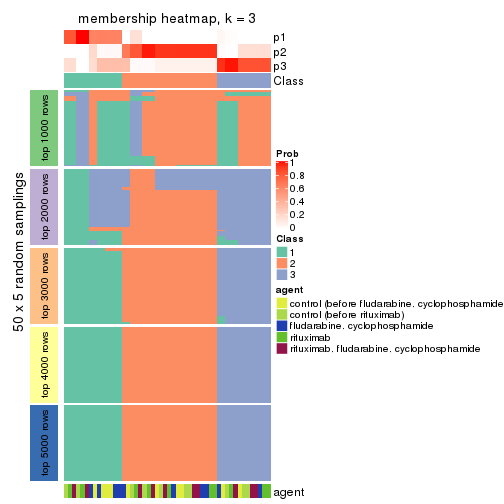 membership heatmap, k = 3
p1
p2
p3
Class
50 x 5 random samplings
top 1000 rows
top 2000 rows
top 3000 rows
top 4000 rows
top 5000 rows
Prob
1
0.8
0.6
0.4
0.2
0
Class
1
2
3
agent
control (before fludarabine. cyclophosphamide
control (before rituximab)
fludarabine. cyclophosphamide
rituximab
rituximab. fludarabine. cyclophosphamide
agent